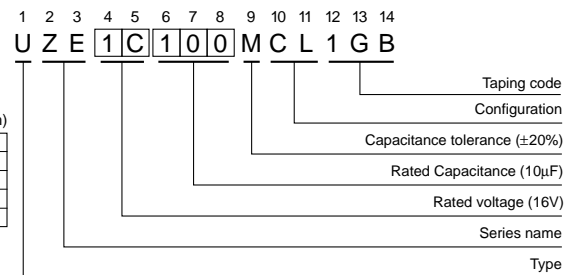 1 2 3 4 5 6 7 8 9 10 11 12 13 14
U Z E 1 C 1 0 0 M C L 1 G B
Taping code
)
Configuration
Capacitance tolerance (±20%)
Rated Capacitance (10µF)
Rated voltage (16V)
Series name
Type